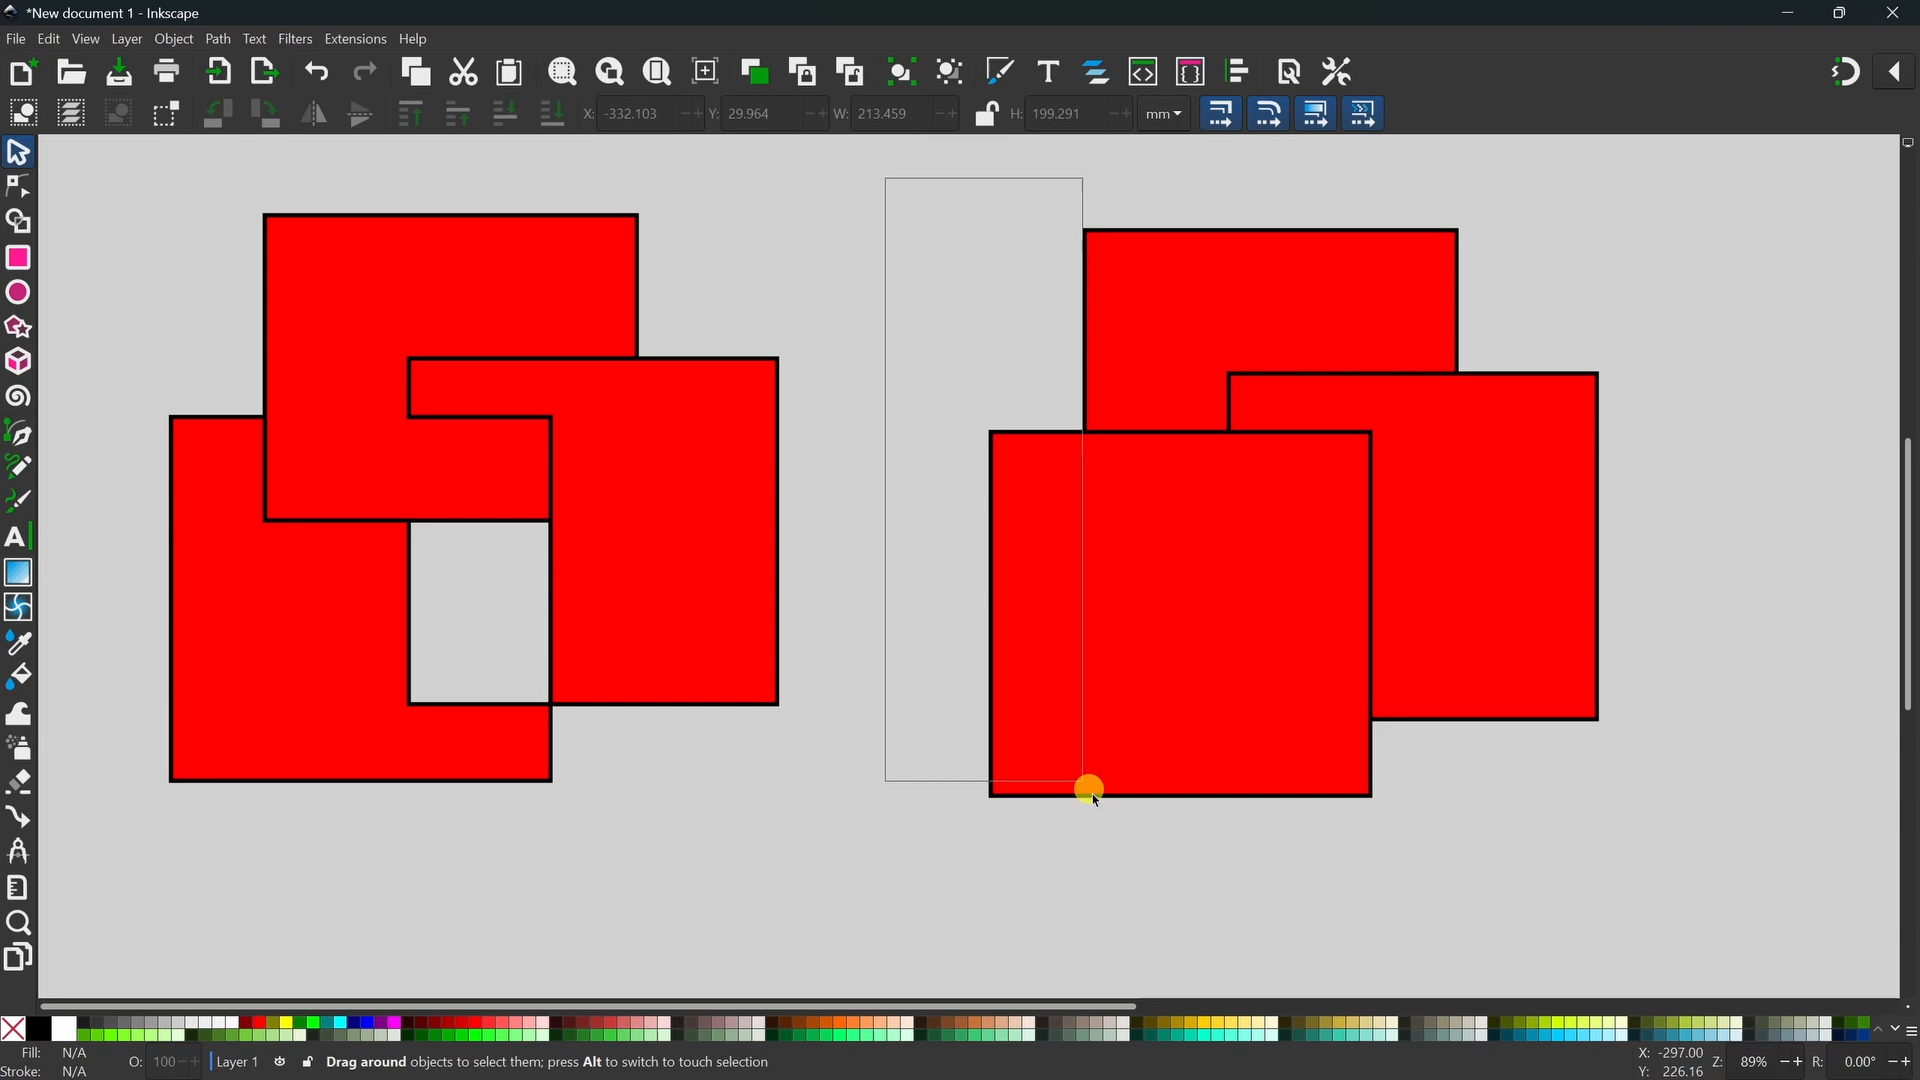 *New document 1 - Inkscape
File Edit View Layer Object Path Text Filters Extensions Help
X: -332.103 Y: 29.964 W: 213.459 H: 199.291 mm
Fill: N/A
Stroke: N/A
O: 100
Layer 1
Drag around objects to select them; press Alt to switch to touch selection
X: -297.00
Y: 226.16
Z: 89%
R: 0.00°